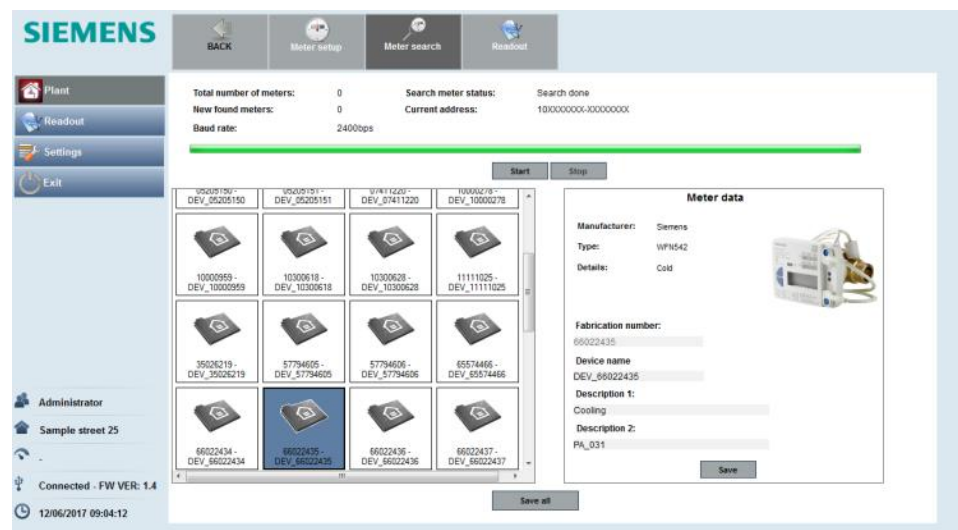 SIEMENS
BACK
Meter setup
Meter search
Readout
Plant
Readout
Settings
Exit
Administrator
Sample street 25
-
Connected - FW VER: 1.4
12/06/2017 09:04:12
Total number of meters: 0 Search meter status: Search done
New found meters: 0 Current address: 10XXXXXX-XXXXXXXX
Baud rate: 2400bps
Start Stop
05205150 - 05205151 - 07411220 - 10000278 -
DEV_05205150 DEV_05205151 DEV_07411220 DEV_10000278
10000959 - 10300618 - 10300628 - 11111025 -
DEV_10000959 DEV_10300618 DEV_10300628 DEV_11111025
35026219 - 57794605 - 57794606 - 65574466 -
DEV_35026219 DEV_57794605 DEV_57794606 DEV_65574466
66022434 - 66022435 - 66022436 - 66022437 -
DEV_66022434 DEV_66022435 DEV_66022436 DEV_66022437
Meter data
Manufacturer: Siemens
Type: WFN542
Details: Cold
Fabrication number:
66022435
Device name
DEV_66022435
Description 1:
Cooling
Description 2:
PA_031
Save
Save all